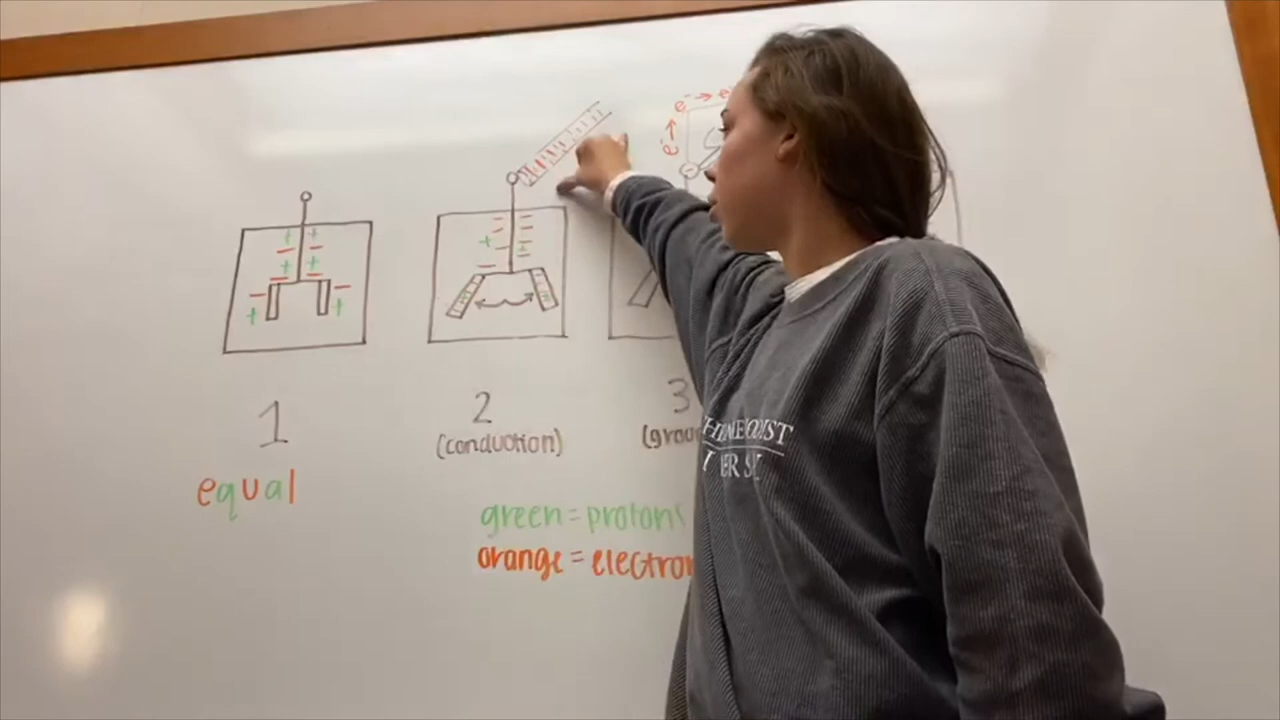 e⁻ → e⁻
e⁻ →
1
2
3
(conduction)
equal
green = protons
orange = electron